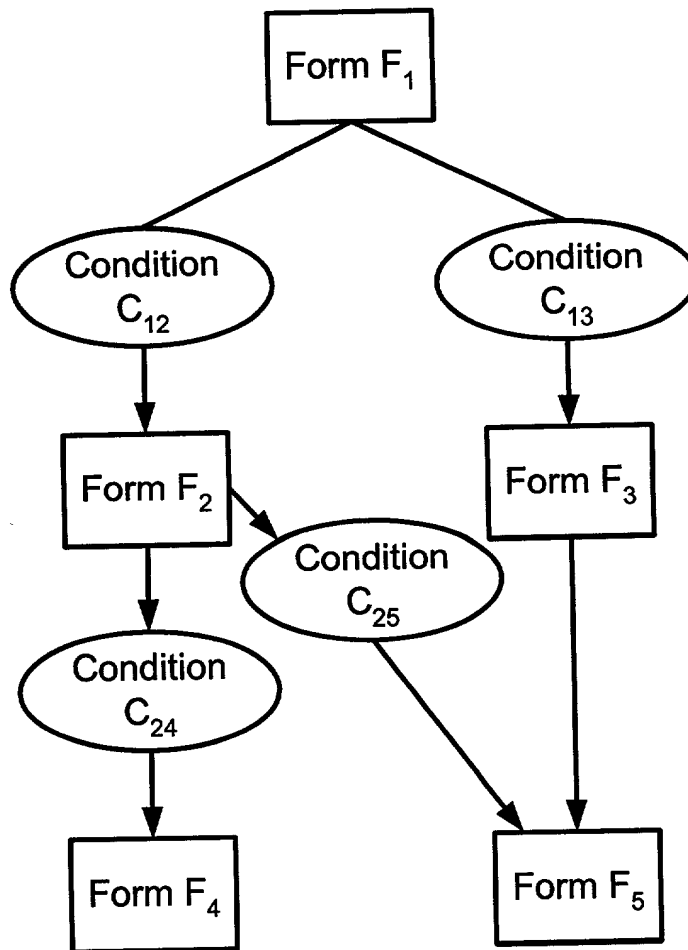 Form F₁
Condition
C₁₂
Condition
C₁₃
Form F₂
Form F₃
Condition
C₂₅
Condition
C₂₄
Form F₄
Form F₅